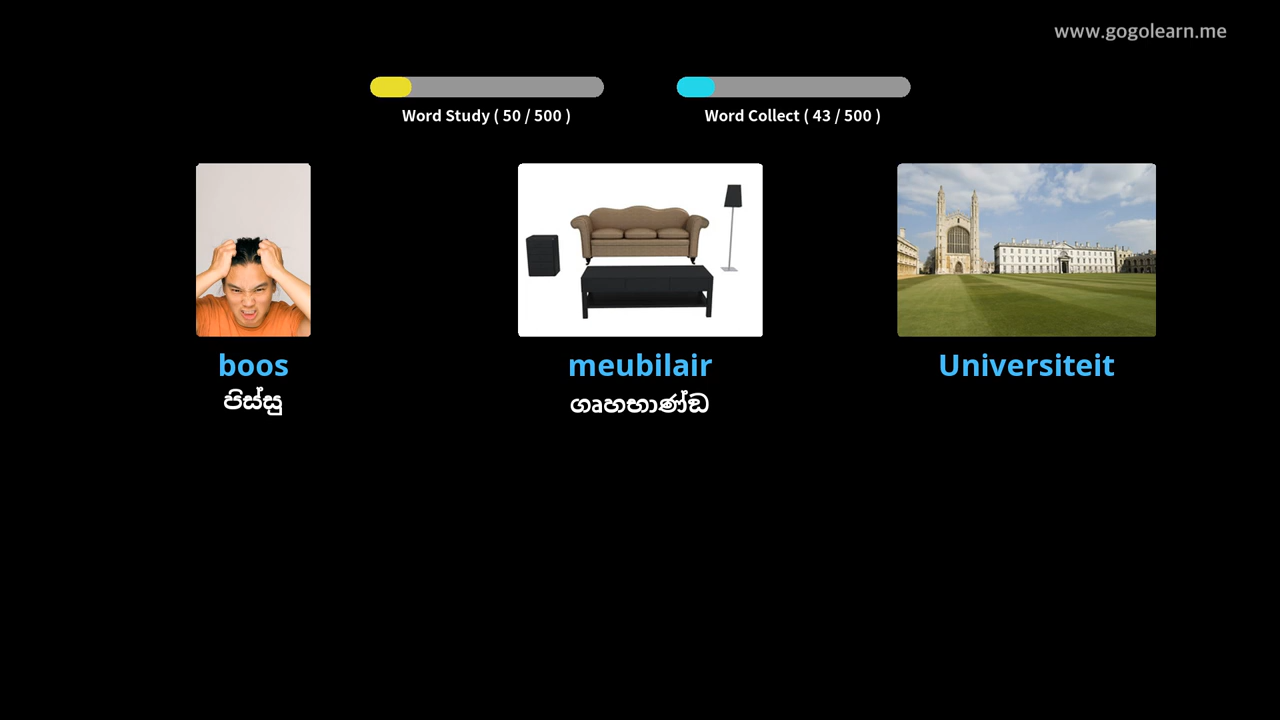 www.gogolearn.me
Word Study ( 50 / 500 )
Word Collect ( 43 / 500 )
boos
meubilair
Universiteit
පිස්සු
ගෘහභාණ්ඩ